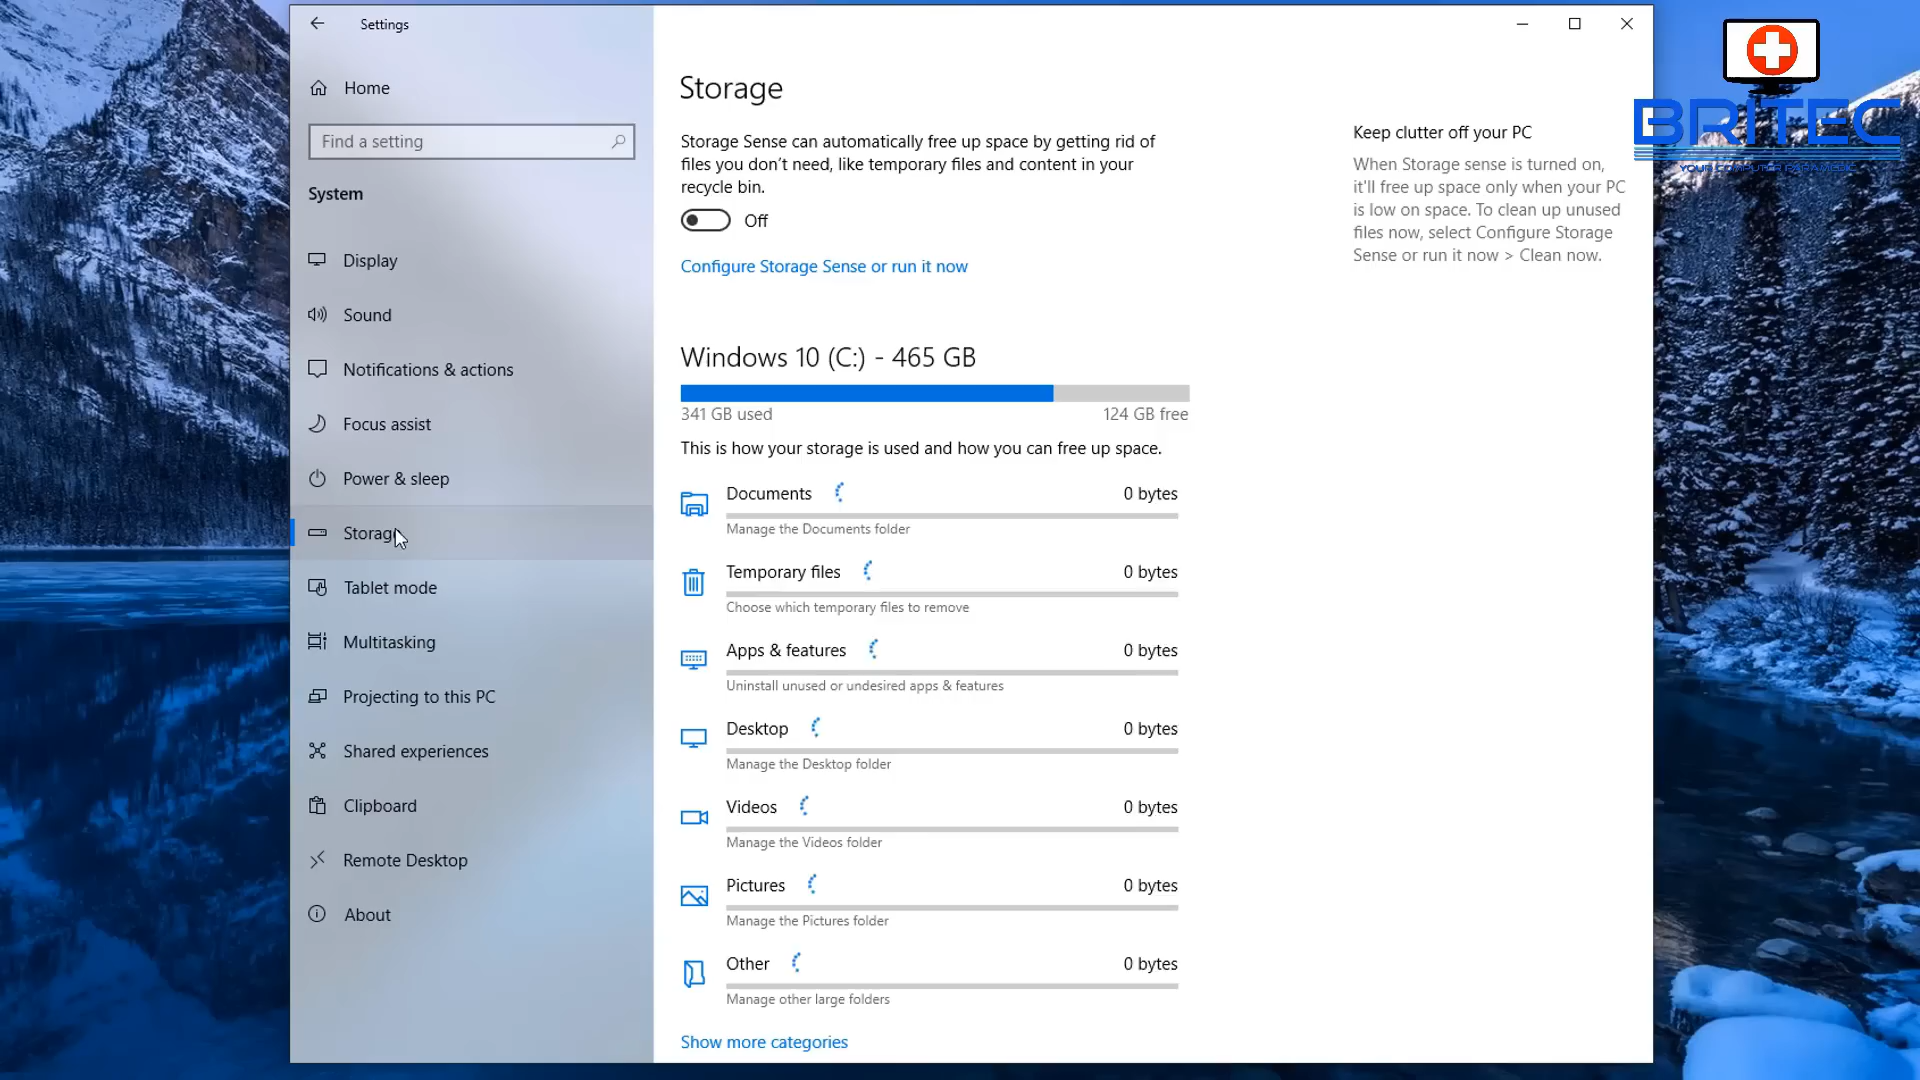 Settings
Home
Find a setting
System
Display
Sound
Notifications & actions
Focus assist
Power & sleep
Storage
Tablet mode
Multitasking
Projecting to this PC
Shared experiences
Clipboard
Remote Desktop
About
Storage
Storage Sense can automatically free up space by getting rid of
files you don't need, like temporary files and content in your
recycle bin.
Off
Configure Storage Sense or run it now
Windows 10 (C:) - 465 GB
341 GB used
124 GB free
This is how your storage is used and how you can free up space.
Documents
0 bytes
Manage the Documents folder
Temporary files
0 bytes
Choose which temporary files to remove
Apps & features
0 bytes
Uninstall unused or undesired apps & features
Desktop
0 bytes
Manage the Desktop folder
Videos
0 bytes
Manage the Videos folder
Pictures
0 bytes
Manage the Pictures folder
Other
0 bytes
Manage other large folders
Show more categories
Keep clutter off your PC
When Storage sense is turned on,
it'll free up space only when your PC
is low on space. To clean up unused
files now, select Configure Storage
Sense or run it now > Clean now.
BRITEC
YOUR COMPUTER PARAMEDIC